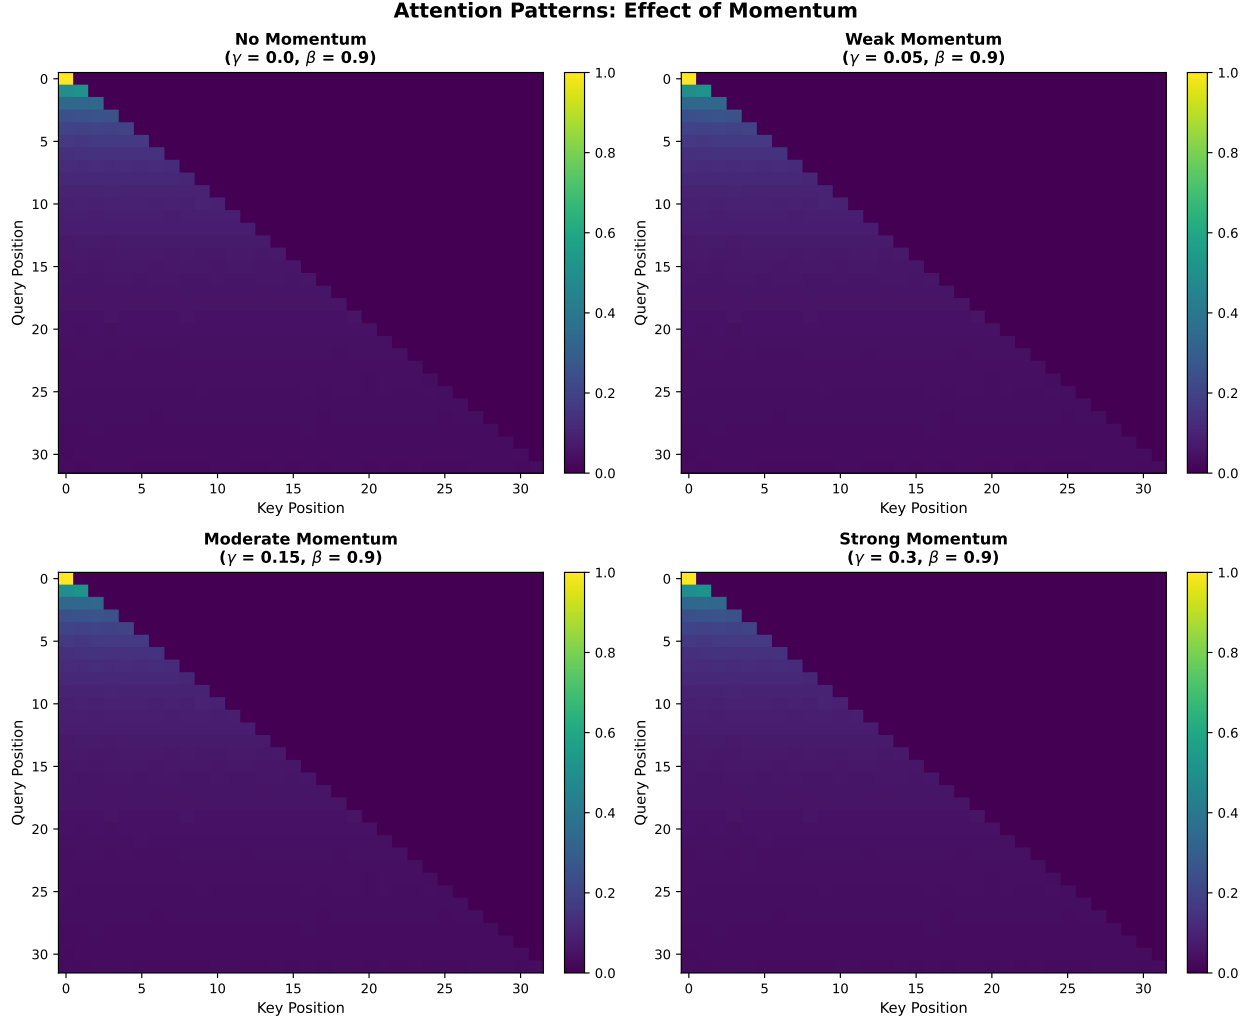 Attention Patterns: Effect of Momentum
No Momentum
(γ = 0.0, β = 0.9)
0
5
10
15
20
25
30
Query Position
0 5 10 15 20 25 30
Key Position
1.0
0.8
0.6
0.4
0.2
0.0
Weak Momentum
(γ = 0.05, β = 0.9)
0
5
10
15
20
25
30
Query Position
0 5 10 15 20 25 30
Key Position
1.0
0.8
0.6
0.4
0.2
0.0
Moderate Momentum
(γ = 0.15, β = 0.9)
0
5
10
15
20
25
30
Query Position
0 5 10 15 20 25 30
Key Position
1.0
0.8
0.6
0.4
0.2
0.0
Strong Momentum
(γ = 0.3, β = 0.9)
0
5
10
15
20
25
30
Query Position
0 5 10 15 20 25 30
Key Position
1.0
0.8
0.6
0.4
0.2
0.0